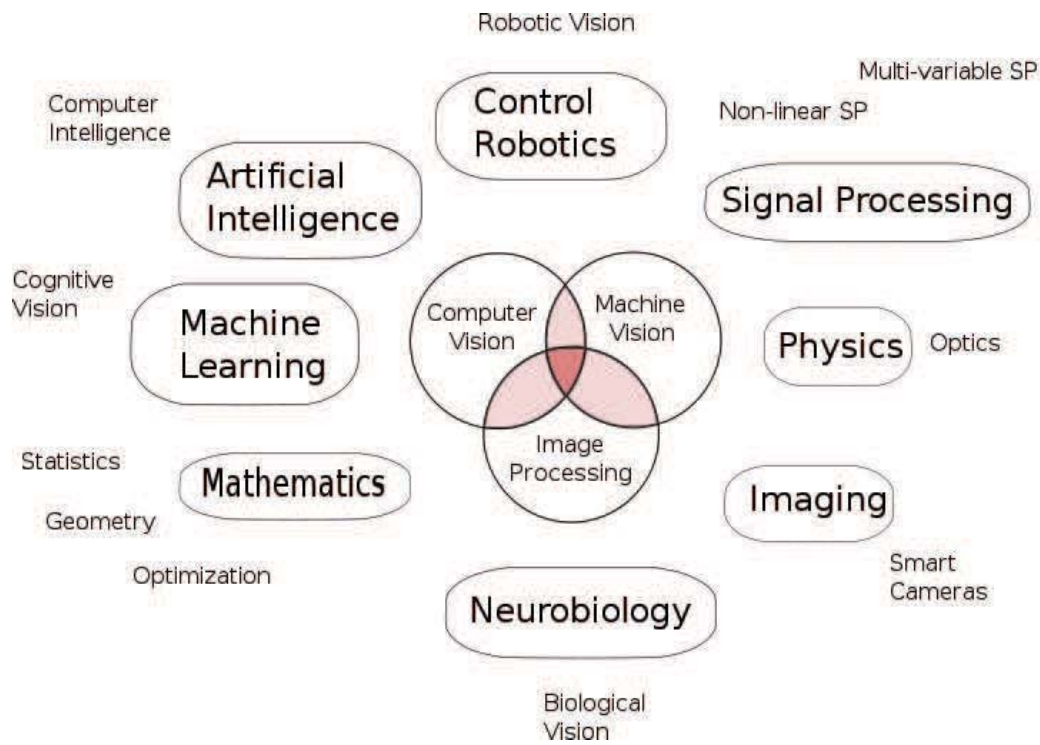 Robotic Vision
Multi-variable SP
Computer
Intelligence
Control
Robotics
Non-linear SP
Artificial
Intelligence
Signal Processing
Cognitive
Vision
Machine
Learning
Computer
Vision
Machine
Vision
Physics
Optics
Image
Processing
Statistics
Mathematics
Geometry
Optimization
Imaging
Smart
Cameras
Neurobiology
Biological
Vision